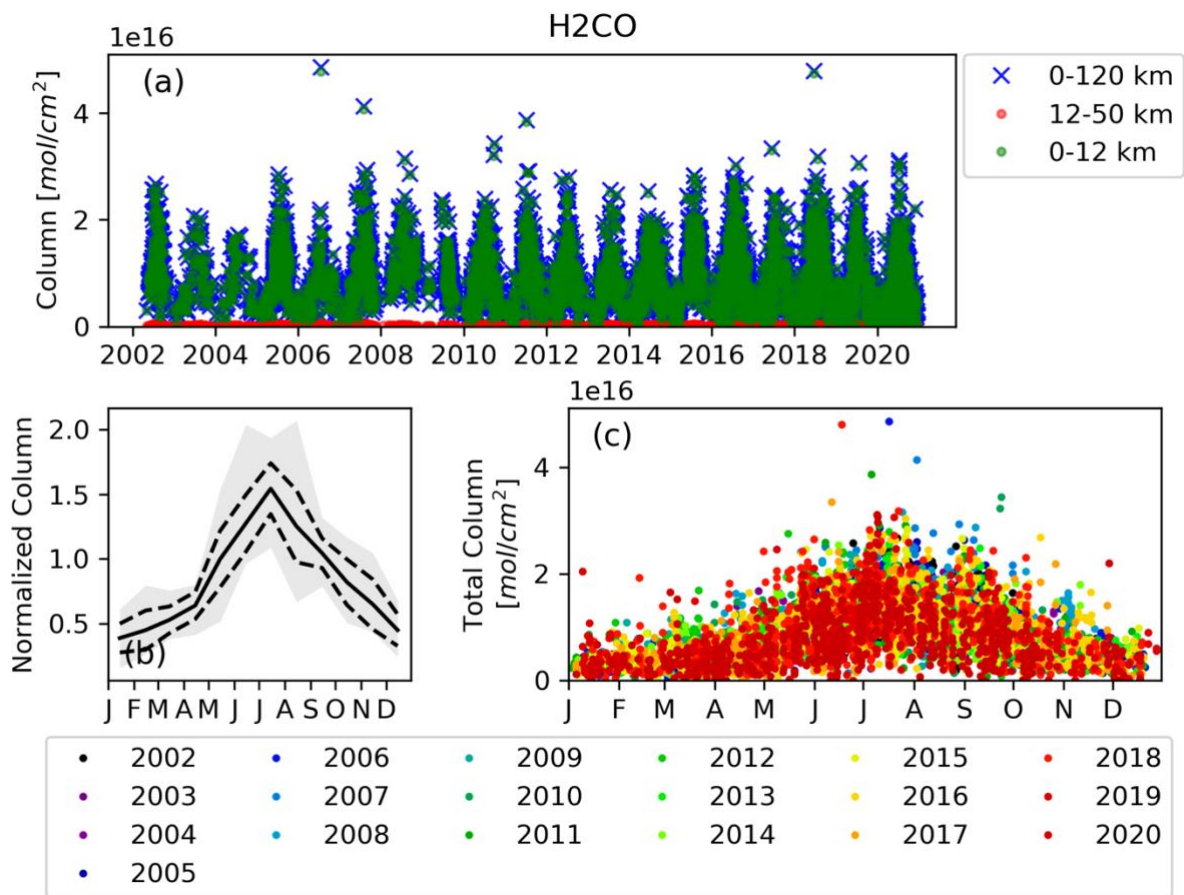 H2CO
1e16
(a)
Column [mol/cm²]
4
2
0
2002 2004 2006 2008 2010 2012 2014 2016 2018 2020
0-120 km
12-50 km
0-12 km
Normalized Column
2.0
1.5
1.0
0.5
(b)
J F M A M J J A S O N D
1e16
(c)
Total Column
[mol/cm²]
4
2
0
J F M A M J J A S O N D
2002 2006 2009 2012 2015 2018
2003 2007 2010 2013 2016 2019
2004 2008 2011 2014 2017 2020
2005